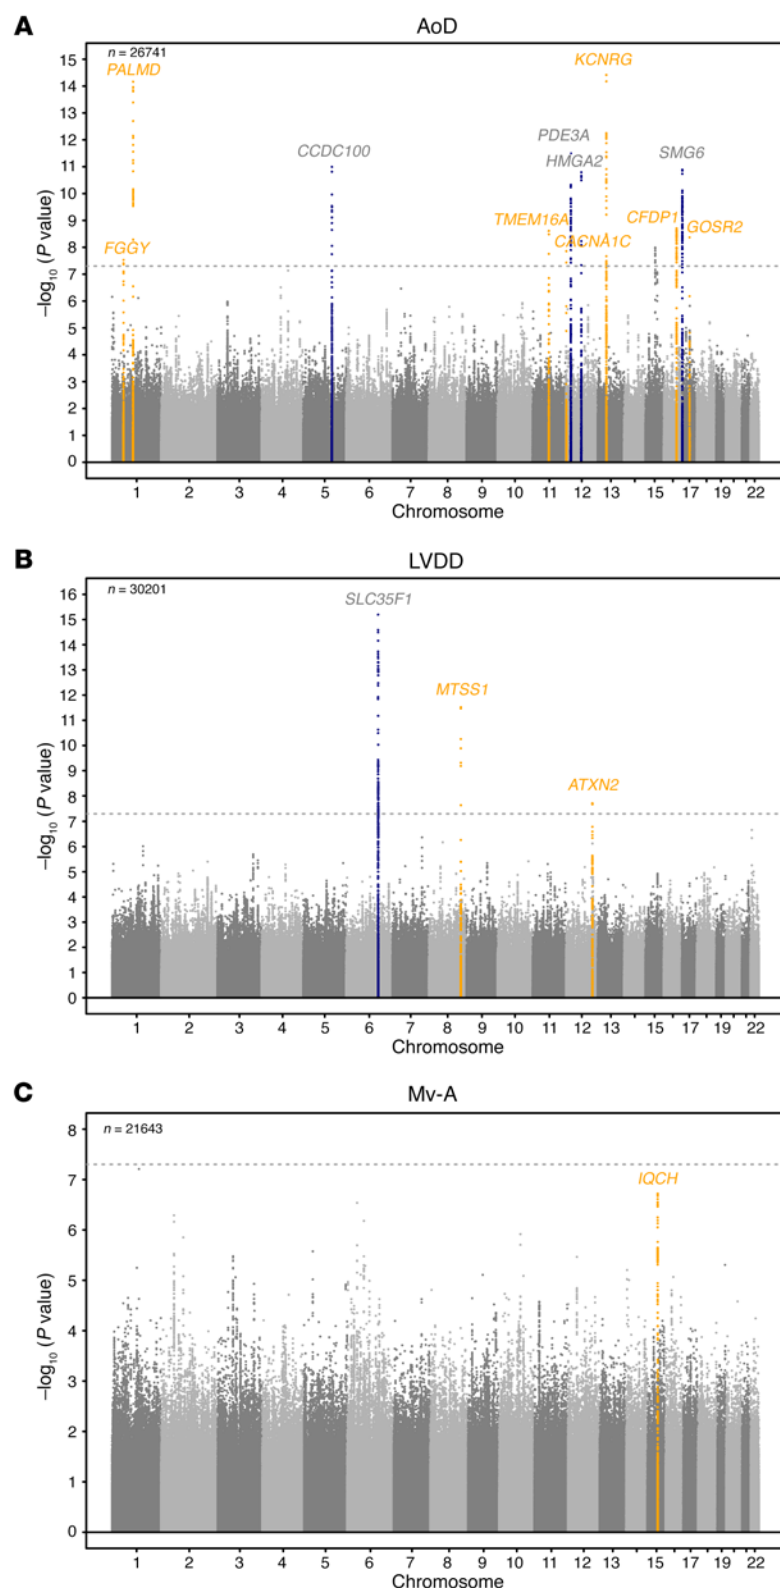 A
AoD
n = 26741
PALMD
KCNRG
CCDC100
PDE3A
HMGA2
SMG6
TMEM16A
CFDP1
GOSR2
FGGY
CACNA1C
–log10 (P value)
15
14
13
12
11
10
9
8
7
6
5
4
3
2
1
0
1 2 3 4 5 6 7 8 9 10 11 12 13 15 17 19 22
Chromosome
B
LVDD
n = 30201
SLC35F1
MTSS1
ATXN2
–log10 (P value)
16
15
14
13
12
11
10
9
8
7
6
5
4
3
2
1
0
1 2 3 4 5 6 7 8 9 10 11 12 13 15 17 19 22
Chromosome
C
Mv-A
n = 21643
IQCH
–log10 (P value)
8
7
6
5
4
3
2
1
0
1 2 3 4 5 6 7 8 9 10 11 12 13 15 17 19 22
Chromosome